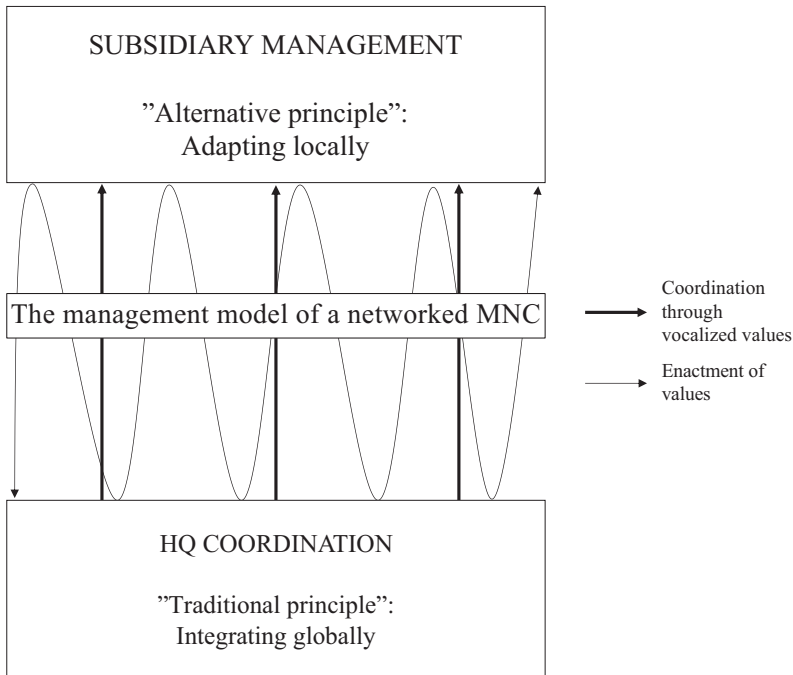 SUBSIDIARY MANAGEMENT
”Alternative principle”:
Adapting locally
The management model of a networked MNC
Coordination
through
vocalized values
Enactment of
values
HQ COORDINATION
”Traditional principle”:
Integrating globally